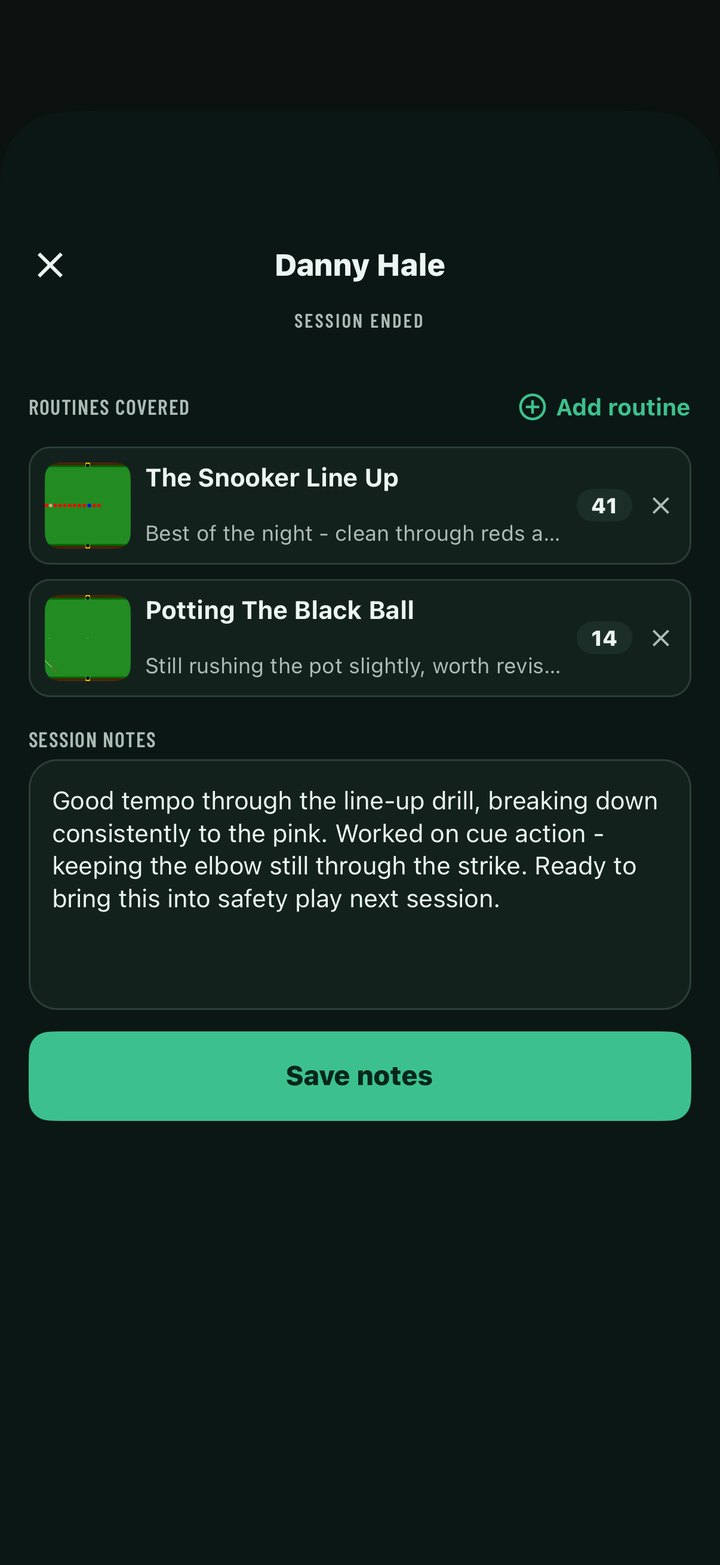 Danny Hale
SESSION ENDED
ROUTINES COVERED
Add routine
The Snooker Line Up
41
Best of the night - clean through reds a...
Potting The Black Ball
14
Still rushing the pot slightly, worth revis...
SESSION NOTES
Good tempo through the line-up drill, breaking down
consistently to the pink. Worked on cue action -
keeping the elbow still through the strike. Ready to
bring this into safety play next session.
Save notes